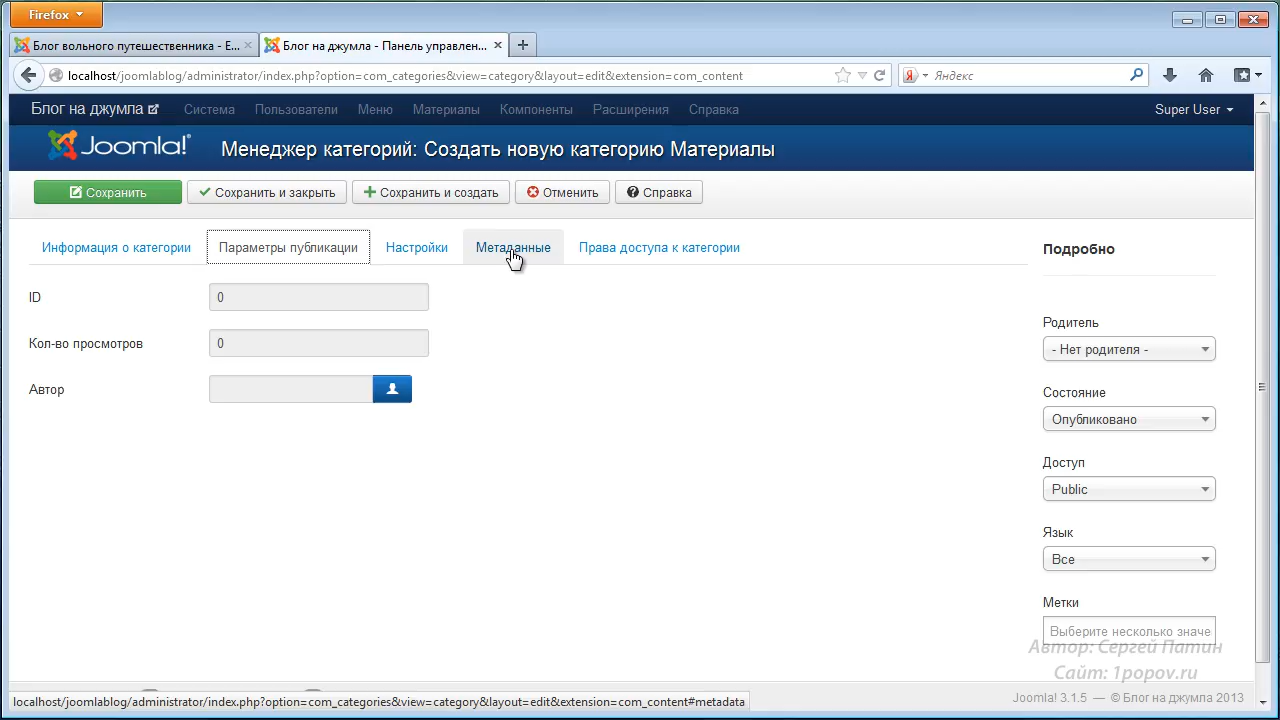 Firefox
Блог вольного путешественника - Е...
Блог на джумла - Панель управлен...
localhost/joomlablog/administrator/index.php?option=com_categories&view=category&layout=edit&extension=com_content
Яндекс
Блог на джумла Система Пользователи Меню Материалы Компоненты Расширения Справка Super User
Joomla! Менеджер категорий: Создать новую категорию Материалы
Сохранить Сохранить и закрыть Сохранить и создать Отменить Справка
Информация о категории Параметры публикации Настройки Метаданные Права доступа к категории
ID 0
Кол-во просмотров 0
Автор
Подробно
Родитель
- Нет родителя -
Состояние
Опубликовано
Доступ
Public
Язык
Все
Метки
Выберите несколько значе
Автор: Сергей Патин
Сайт: 1popov.ru
Joomla! 3.1.5 — © Блог на джумла 2013
localhost/joomlablog/administrator/index.php?option=com_categories&view=category&layout=edit&extension=com_content#metadata